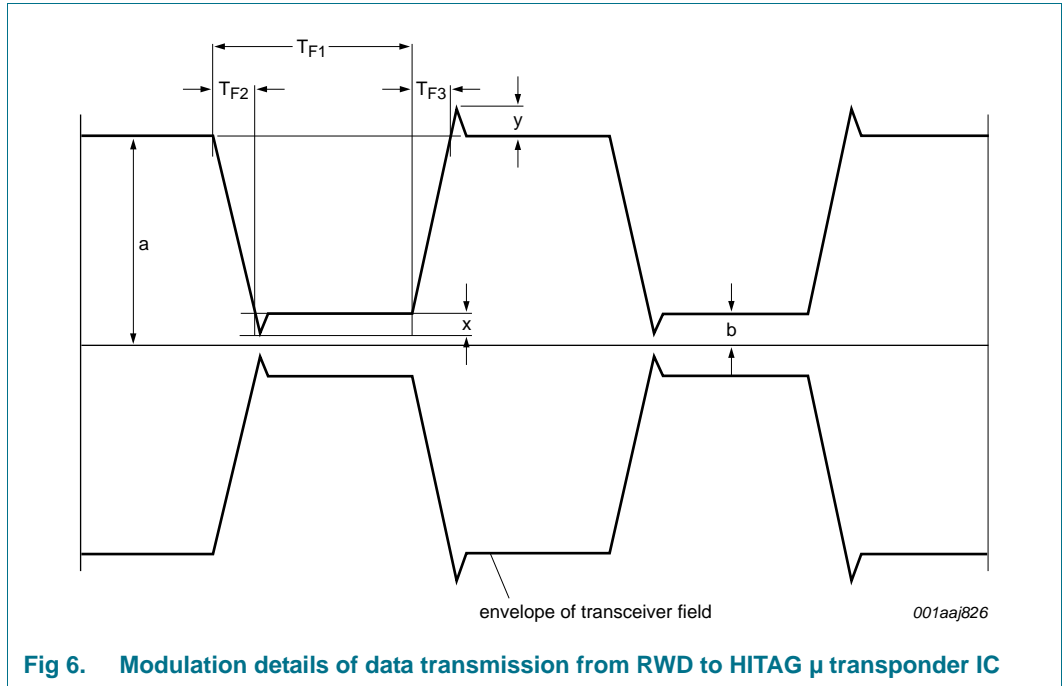 TF1
TF2
TF3
y
a
x
b
envelope of transceiver field
001aaj826
Fig 6. Modulation details of data transmission from RWD to HITAG μ transponder IC